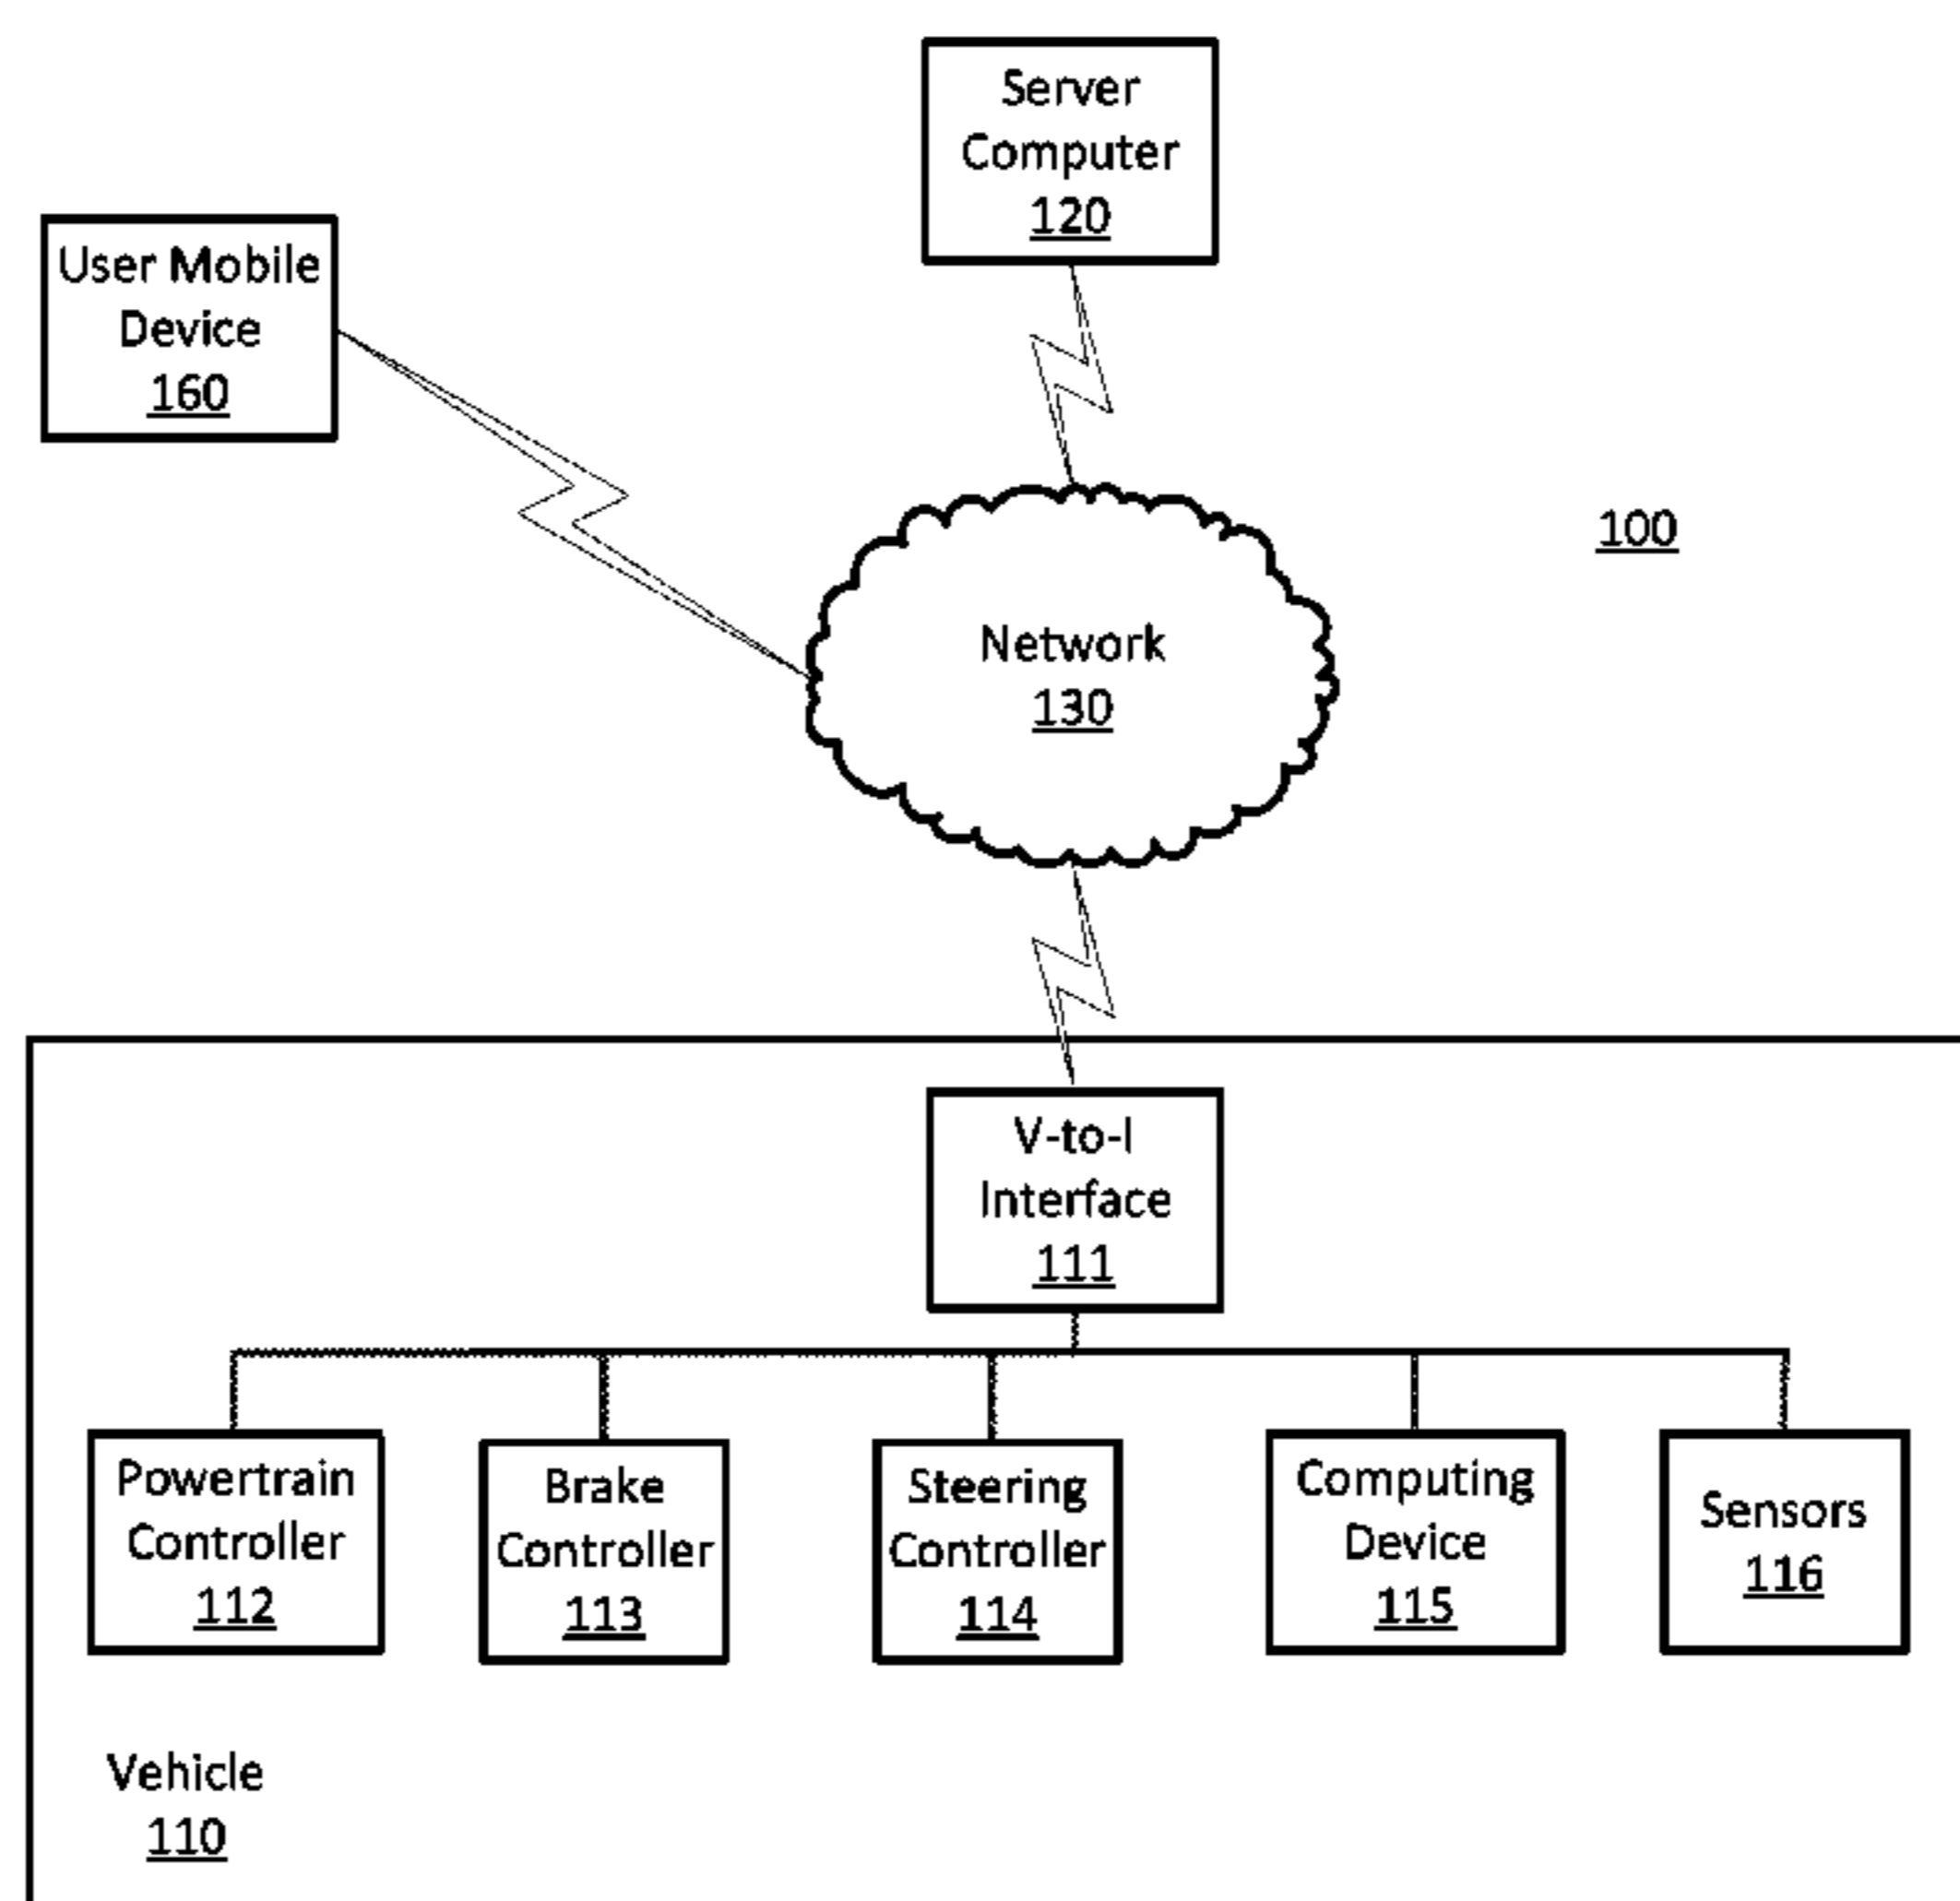 Server
Computer
120
User Mobile
Device
160
100
Network
130
V-to-I
Interface
111
Powertrain
Controller
112
Brake
Controller
113
Steering
Controller
114
Computing
Device
115
Sensors
116
Vehicle
110